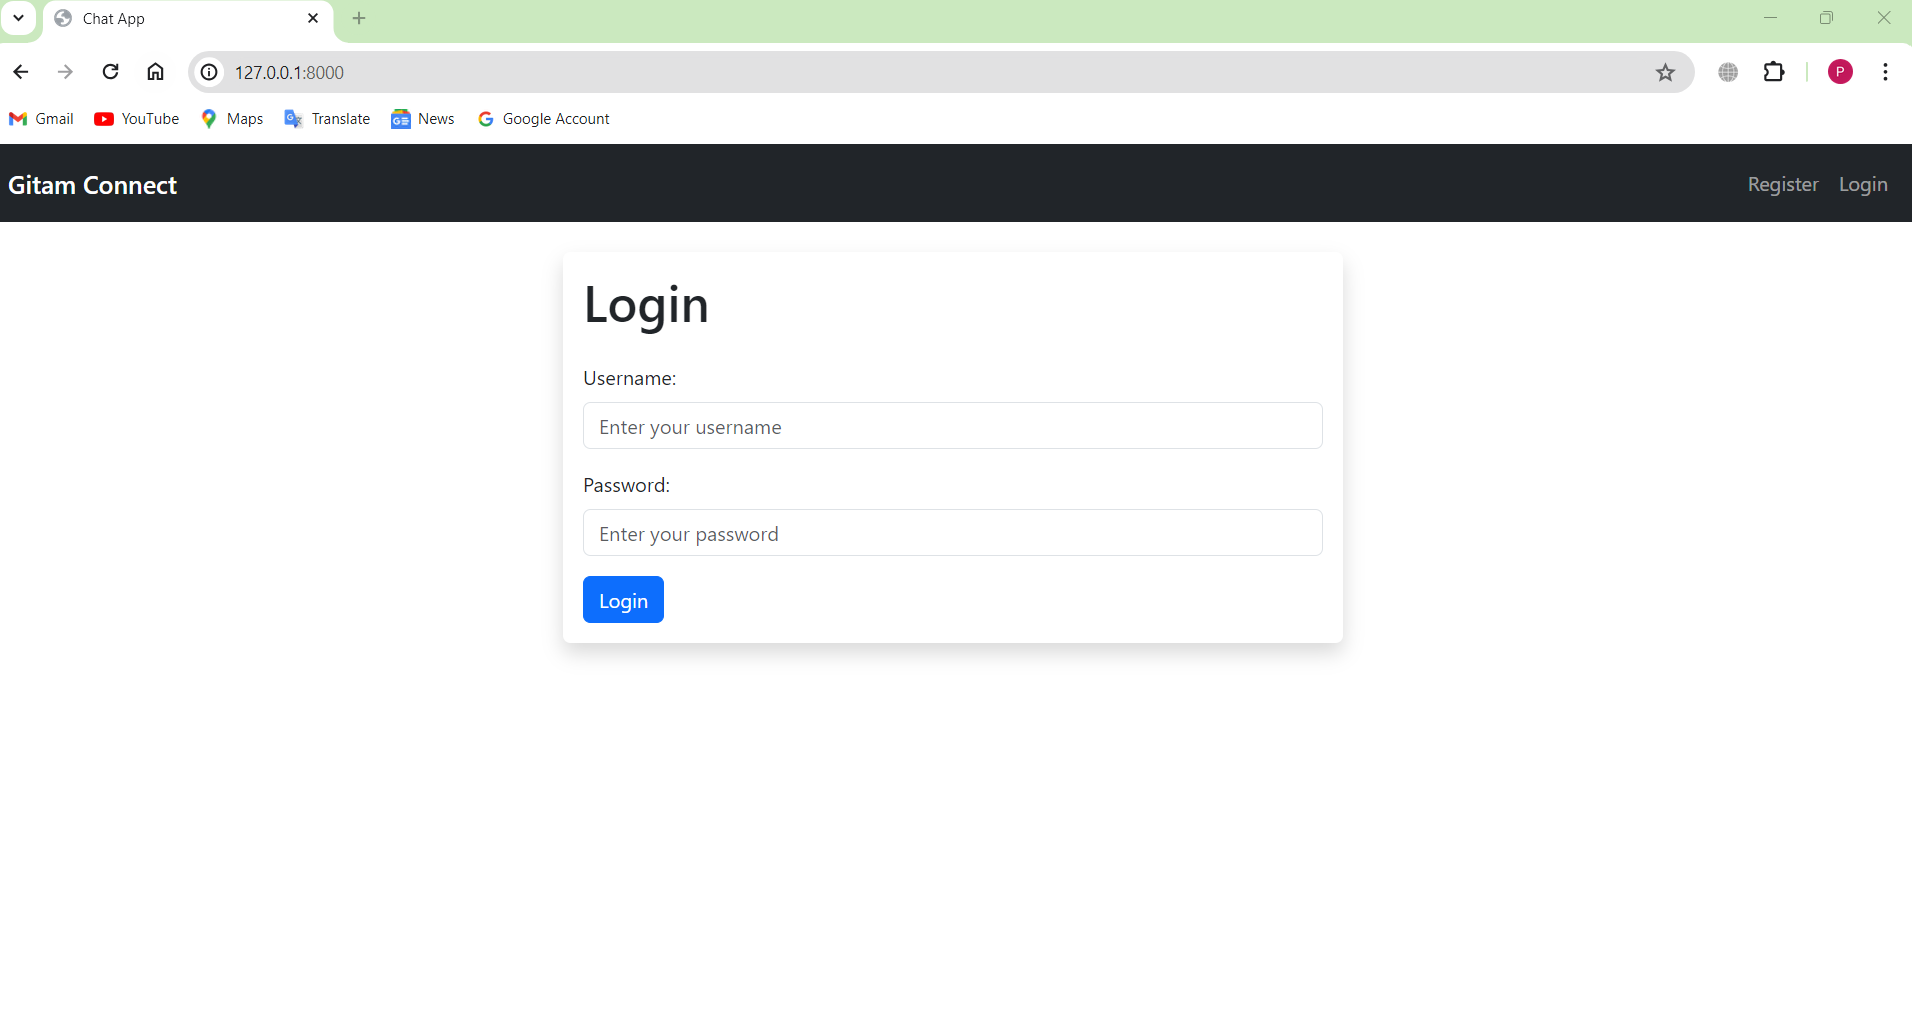 Chat App
127.0.0.1:8000
Gmail YouTube Maps Translate News Google Account
Gitam Connect Register Login
Login
Username:
Enter your username
Password:
Enter your password
Login
P